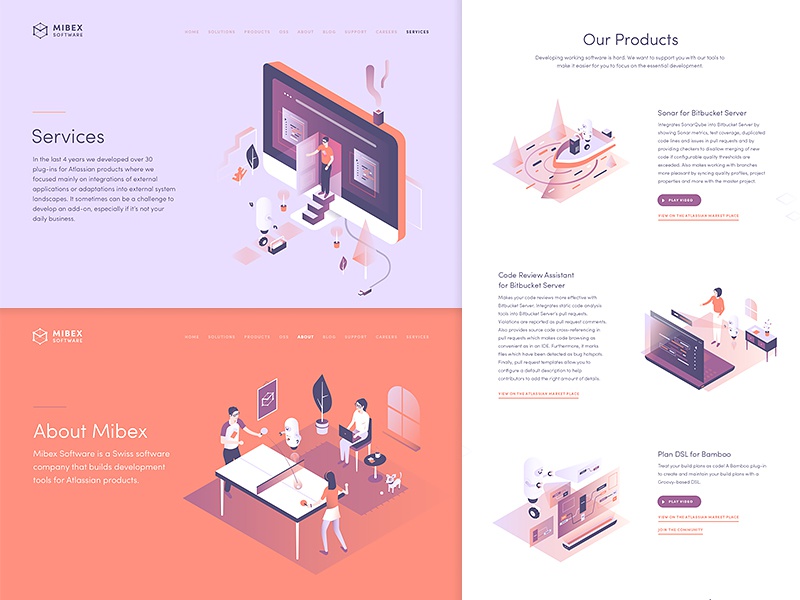 MIBEX
SOFTWARE
HOME SOLUTIONS PRODUCTS DSS ABOUT BLOG SUPPORT CAREERS SERVICES
Services
In the last 4 years we developed over 30
plug-ins for Atlassian products where we
focused mainly on integrations of external
applications or adaptations into external system
landscapes. It sometimes can be a challenge to
develop an add-on, especially if it's not your
daily business.
MIBEX
SOFTWARE
HOME SOLUTIONS PRODUCTS DSS ABOUT BLOG SUPPORT CAREERS SERVICES
About Mibex
Mibex Software is a Swiss software
company that builds development
tools for Atlassian products.
Our Products
Developing working software is hard. We want to support you with our tools to
make it easier for you to focus on the essential development.
Sonar for Bitbucket Server
Integrates SonarQube into Bitbucket Server by
showing Sonar metrics, test coverage, duplicated
code lines and issues in pull requests and by
providing checkers to disallow merging of new
code if configurable quality thresholds are
exceeded. Also makes working with branches
more pleasant by syncing quality profiles, project
properties and more with the master project.
PLAY VIDEO
VIEW ON THE ATLASSIAN MARKET PLACE
Code Review Assistant
for Bitbucket Server
Makes your code reviews more effective with
Bitbucket Server. Integrates static code analysis
tools into Bitbucket Server's pull requests.
Violations are reported as pull request comments.
Also provides source code cross-referencing in
pull requests which makes code browsing as
convenient as in an IDE. Furthermore, it marks
files which have been detected as bug hotspots.
Finally, pull request templates allow you to
configure a default description to help
contributors to add the right amount of details.
VIEW ON THE ATLASSIAN MARKET PLACE
Plan DSL for Bamboo
Treat your build plans as code! A Bamboo plug-in
to create and maintain your build plans with a
Groovy-based DSL.
PLAY VIDEO
VIEW ON THE ATLASSIAN MARKET PLACE
JOIN THE COMMUNITY